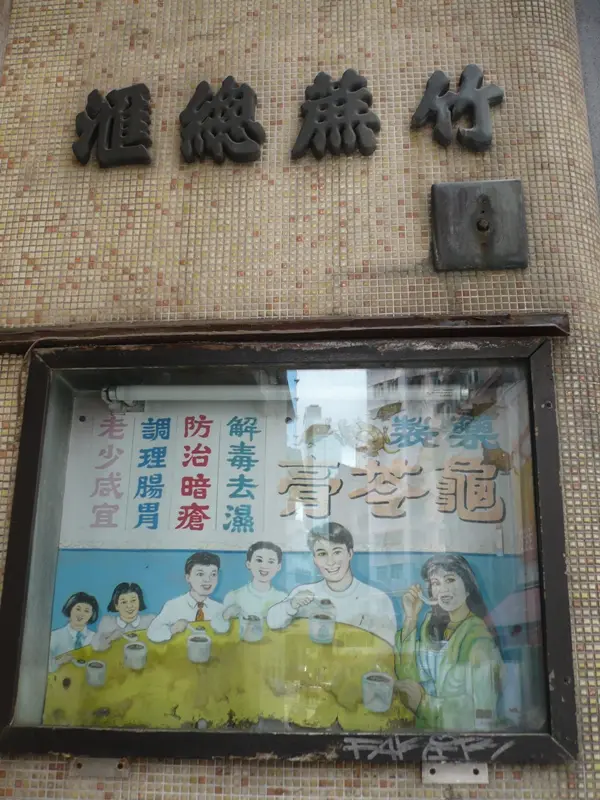 竹蔗總滙
藥製
龜苓膏
解毒去濕
防治暗瘡
調理腸胃
老少咸宜